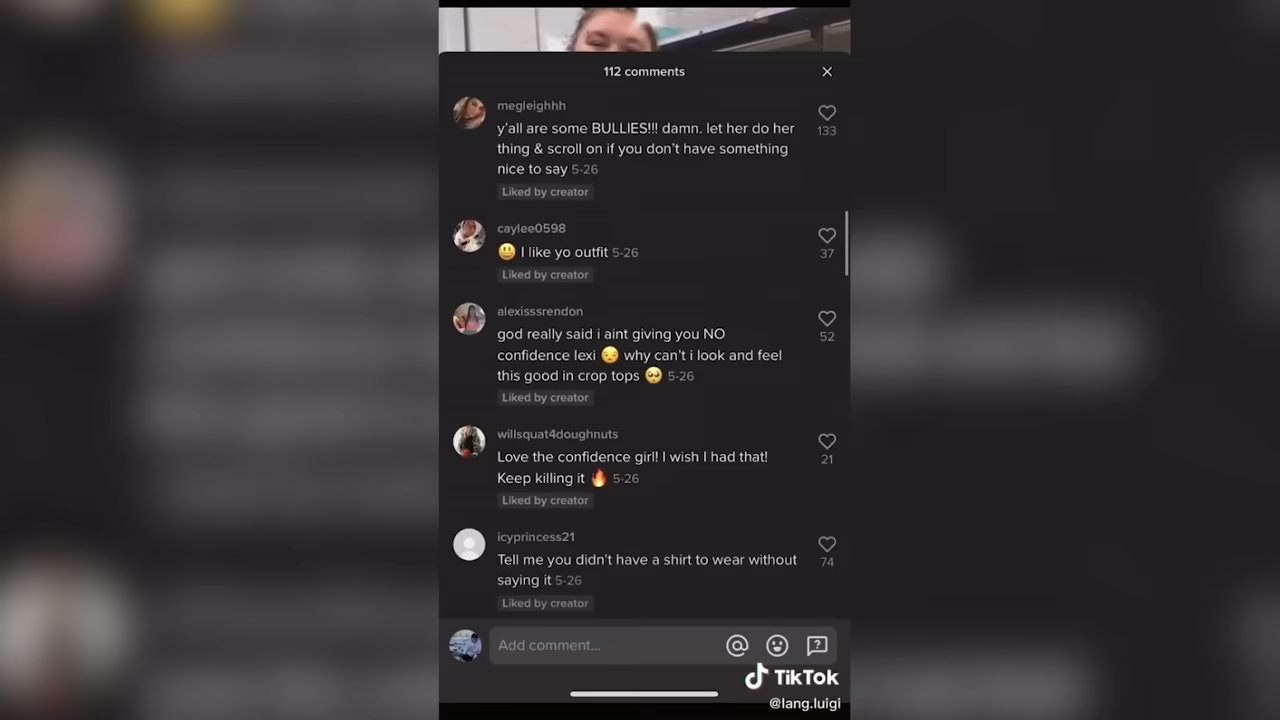 112 comments
megleighhh
y'all are some BULLIES!!! damn. let her do her
thing & scroll on if you don't have something
nice to say 5-26
133
Liked by creator
caylee0598
😃 I like yo outfit 5-26
37
Liked by creator
alexisssrendon
god really said i aint giving you NO
confidence lexi 😒 why can't i look and feel
this good in crop tops 🥺 5-26
52
Liked by creator
willsquat4doughnuts
Love the confidence girl! I wish I had that!
Keep killing it 🔥 5-26
21
Liked by creator
icyprincess21
Tell me you didn't have a shirt to wear without
saying it 5-26
74
Liked by creator
Add comment...
TikTok
@lang.luigi